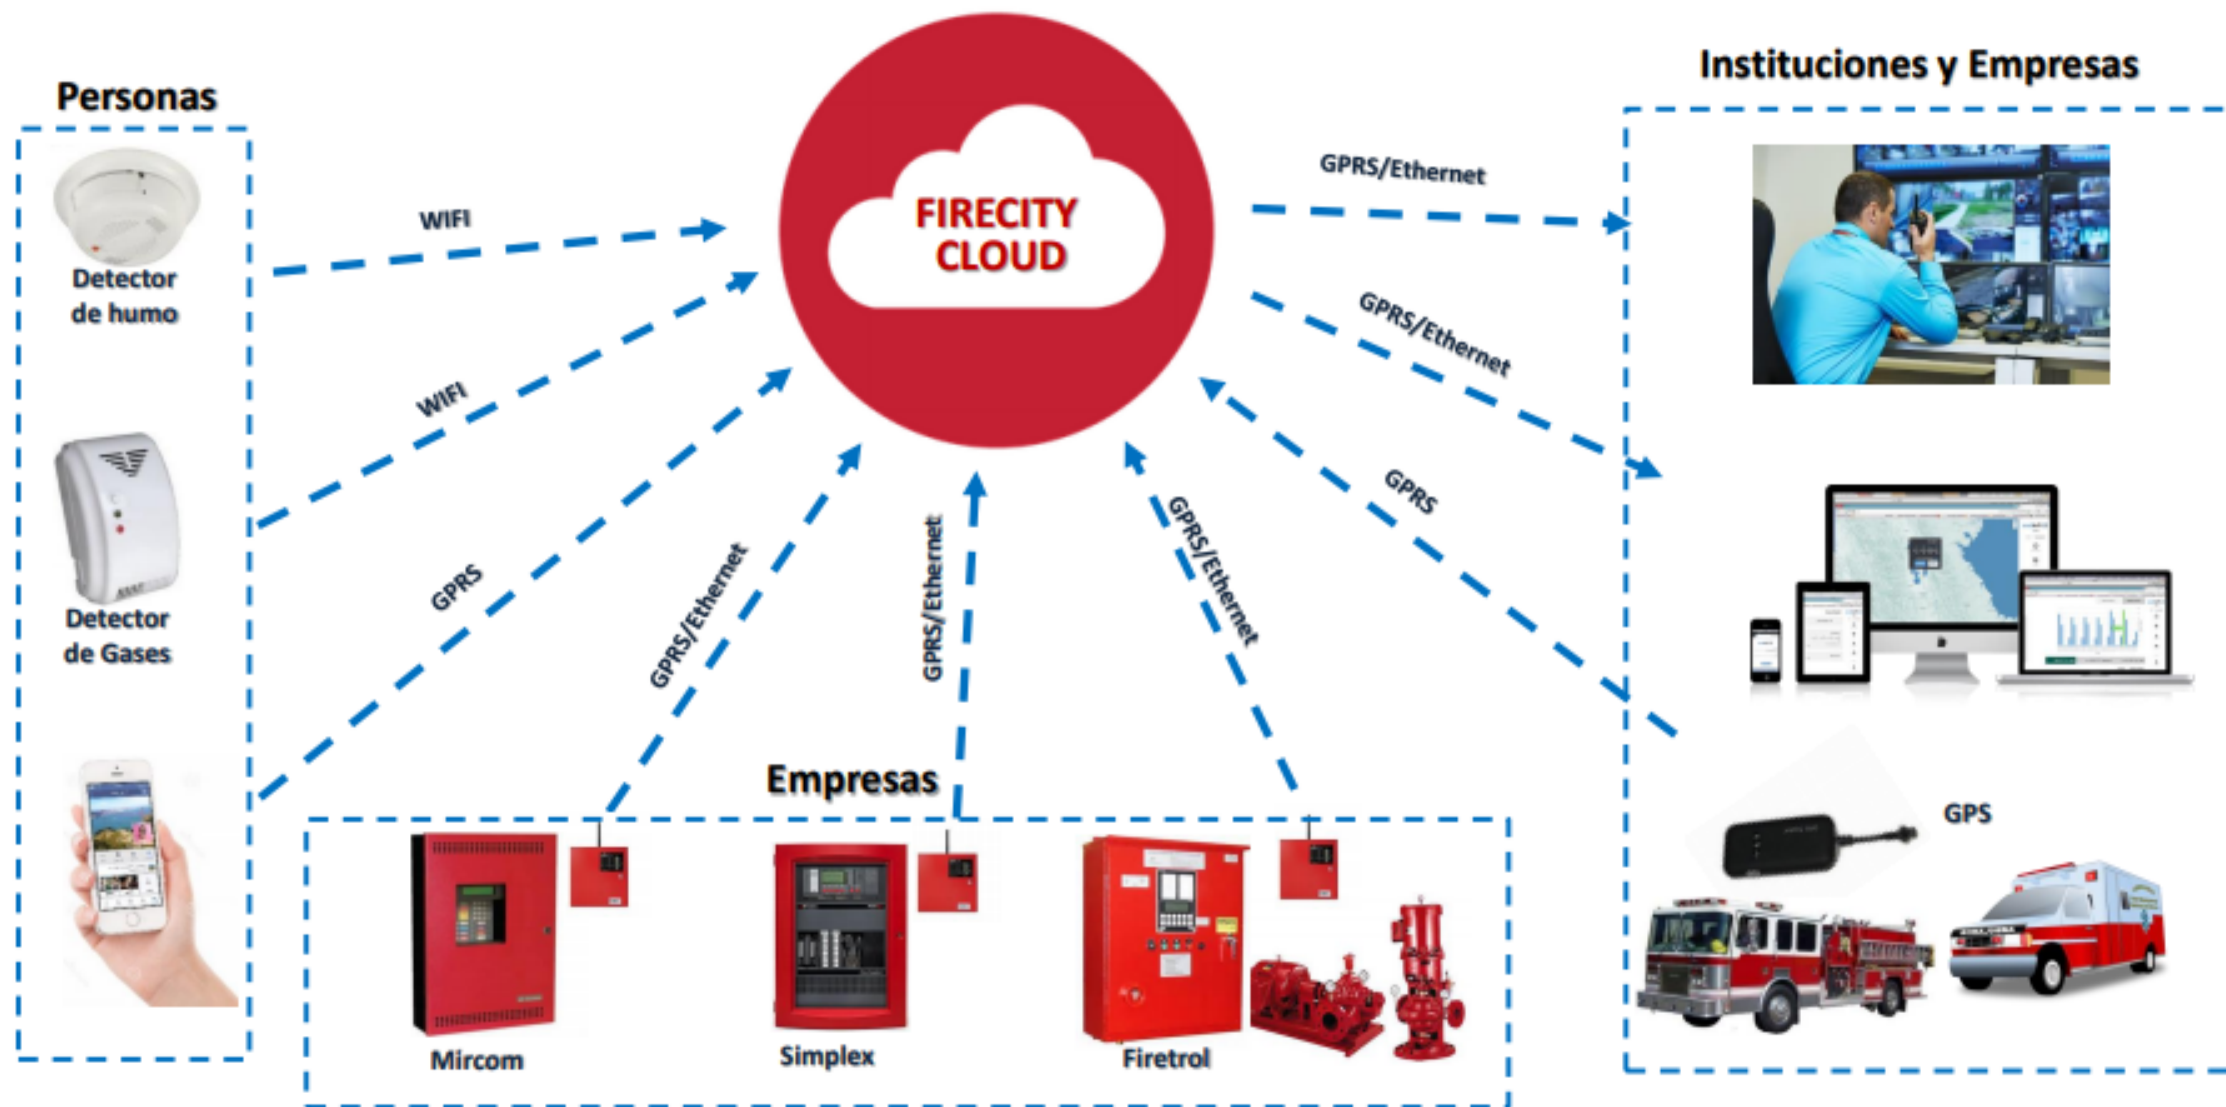 Personas
Detector
de humo
Detector
de Gases
WIFI
WIFI
GPRS
FIRECITY
CLOUD
GPRS/Ethernet
GPRS/Ethernet
GPRS/Ethernet
GPRS/Ethernet
GPRS/Ethernet
GPRS
Empresas
Mircom
Simplex
Firetrol
Instituciones y Empresas
GPS